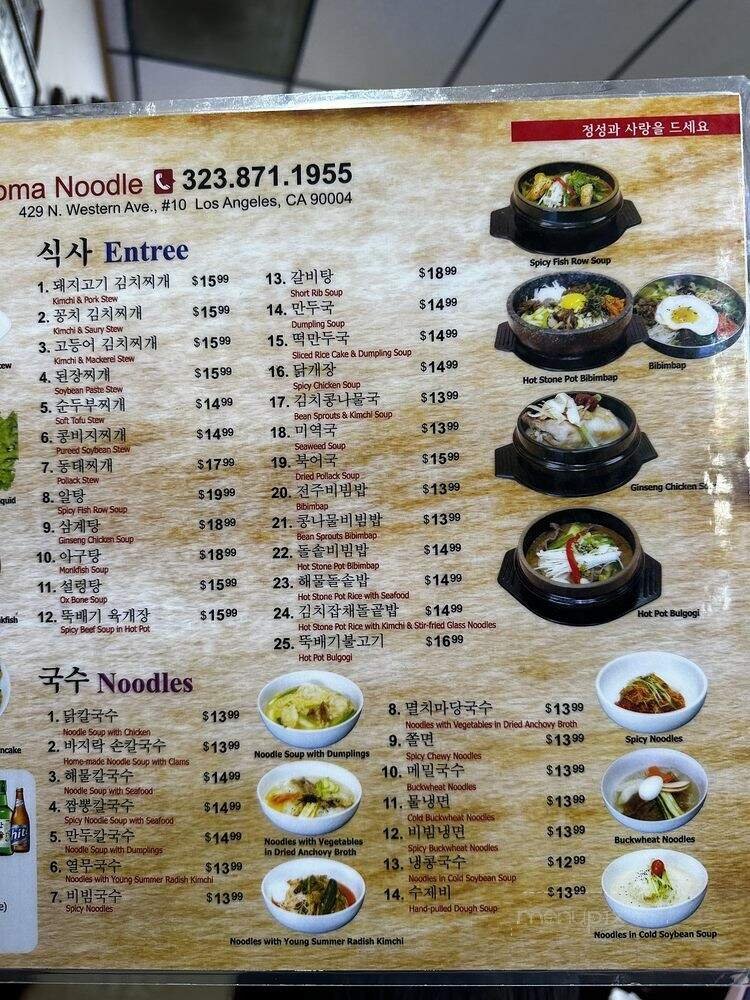 정성과 사랑을 드세요
oma Noodle 323.871.1955
429 N. Western Ave., #10 Los Angeles, CA 90004
식사 Entree
1. 돼지고기 김치찌개 $15.99
Kimchi & Pork Stew
2. 꽁치 김치찌개 $15.99
Kimchi & Saury Stew
3. 고등어 김치찌개 $15.99
Kimchi & Mackerel Stew
4. 된장찌개 $15.99
Soybean Paste Stew
5. 순두부찌개 $14.99
Soft Tofu Stew
6. 콩비지찌개 $14.99
Pureed Soybean Stew
7. 동태찌개 $17.99
Pollack Stew
8. 알탕 $19.99
Spicy Fish Row Soup
9. 삼계탕 $18.99
Ginseng Chicken Soup
10. 아구탕 $18.99
Monkfish Soup
11. 설렁탕 $15.99
Ox Bone Soup
12. 뚝배기 육개장 $15.99
Spicy Beef Soup in Hot Pot
13. 갈비탕 $18.99
Short Rib Soup
14. 만두국 $14.99
Dumpling Soup
15. 떡만두국 $14.99
Sliced Rice Cake & Dumpling Soup
16. 닭개장 $14.99
Spicy Chicken Soup
17. 김치콩나물국 $13.99
Bean Sprouts & Kimchi Soup
18. 미역국 $13.99
Seaweed Soup
19. 북어국 $15.99
Dried Pollack Soup
20. 전주비빔밥 $13.99
Bibimbap
21. 콩나물비빔밥 $13.99
Bean Sprouts Bibimbap
22. 돌솥비빔밥 $14.99
Hot Stone Pot Bibimbap
23. 해물돌솥밥 $14.99
Hot Stone Pot Rice with Seafood
24. 김치잡채돌곱밥 $14.99
Hot Stone Pot Rice with Kimchi & Stir-fried Glass Noodles
25. 뚝배기불고기 $16.99
Hot Pot Bulgogi
Spicy Fish Row Soup
Hot Stone Pot Bibimbap
Bibimbap
Ginseng Chicken
Hot Pot Bulgogi
국수 Noodles
1. 닭칼국수 $13.99
Noodle Soup with Chicken
2. 바지락 손칼국수 $13.99
Home-made Noodle Soup with Clams
3. 해물칼국수 $14.99
Noodle Soup with Seafood
4. 짬뽕칼국수 $14.99
Spicy Noodle Soup with Seafood
5. 만두칼국수 $14.99
Noodle Soup with Dumplings
6. 열무국수 $13.99
Noodles with Young Summer Radish Kimchi
7. 비빔국수 $13.99
Spicy Noodles
Noodle Soup with Dumplings
Noodles with Vegetables
in Dried Anchovy Broth
Noodles with Young Summer Radish Kimchi
8. 멸치마당국수 $13.99
Noodles with Vegetables in Dried Anchovy Broth
9. 쫄면 $13.99
Spicy Chewy Noodles
10. 메밀국수 $13.99
Buckwheat Noodles
11. 물냉면 $13.99
Cold Buckwheat Noodles
12. 비빔냉면 $13.99
Spicy Buckwheat Noodles
13. 냉콩국수 $12.99
Noodles in Cold Soybean Soup
14. 수제비 $13.99
Hand-pulled Dough Soup
Spicy Noodles
Buckwheat Noodles
Noodles in Cold Soybean Soup
quid
nkfish
ncake